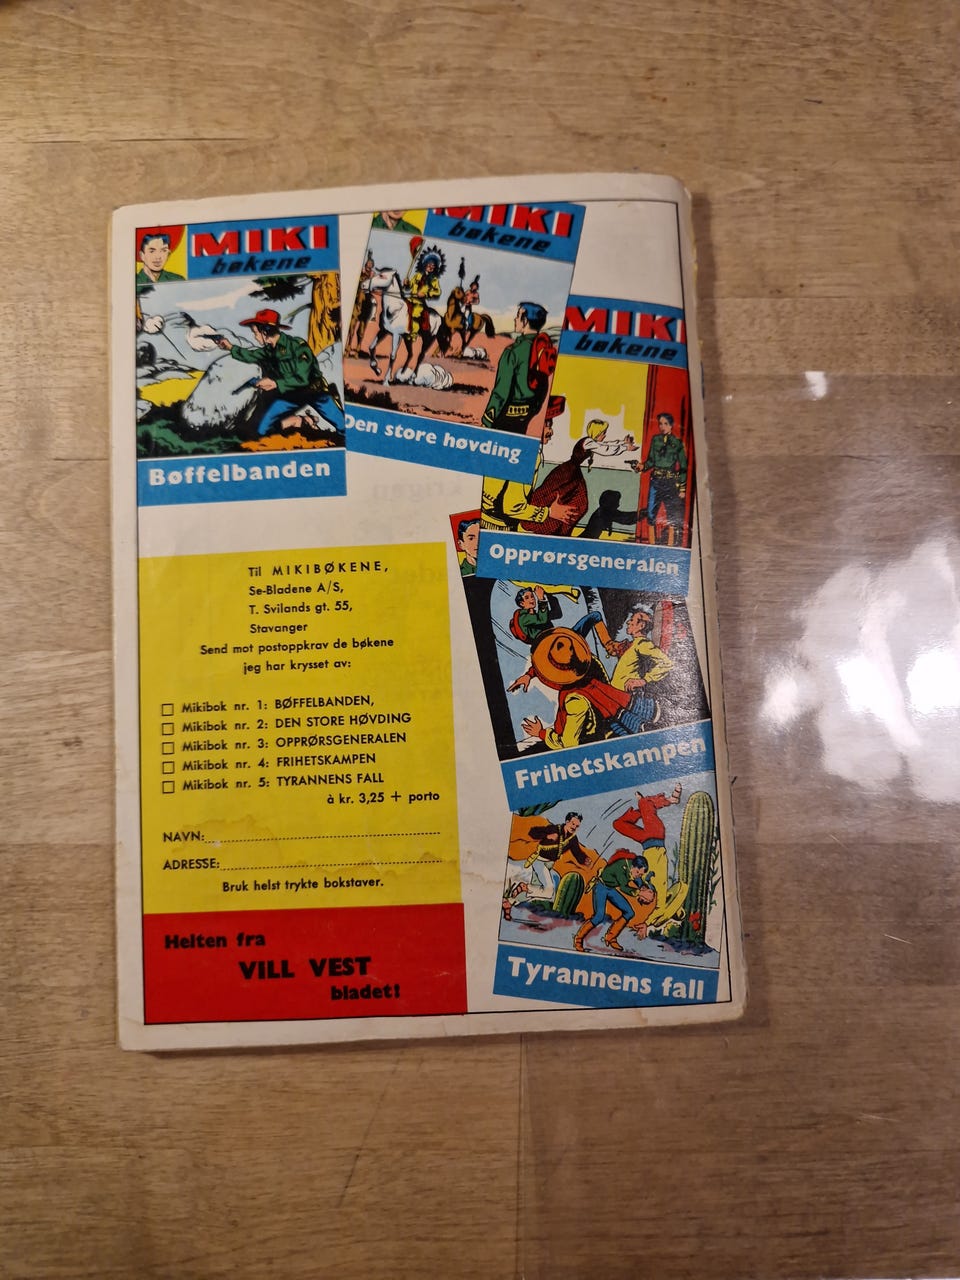 MIKI
bøkene
Bøffelbanden
MIKI
bøkene
Den store høvding
MIKI
bøkene
Opprørsgeneralen
Frihetskampen
Tyrannens fall
Til MIKIBØKENE,
Se-Bladene A/S,
T. Svilands gt. 55,
Stavanger
Send mot postoppkrav de bøkene
jeg har krysset av:
Mikibok nr. 1: BØFFELBANDEN,
Mikibok nr. 2: DEN STORE HØVDING
Mikibok nr. 3: OPPRØRSGENERALEN
Mikibok nr. 4: FRIHETSKAMPEN
Mikibok nr. 5: TYRANNENS FALL
à kr. 3,25 + porto
NAVN:
ADRESSE:
Bruk helst trykte bokstaver.
Helten fra
VILL VEST
bladet!